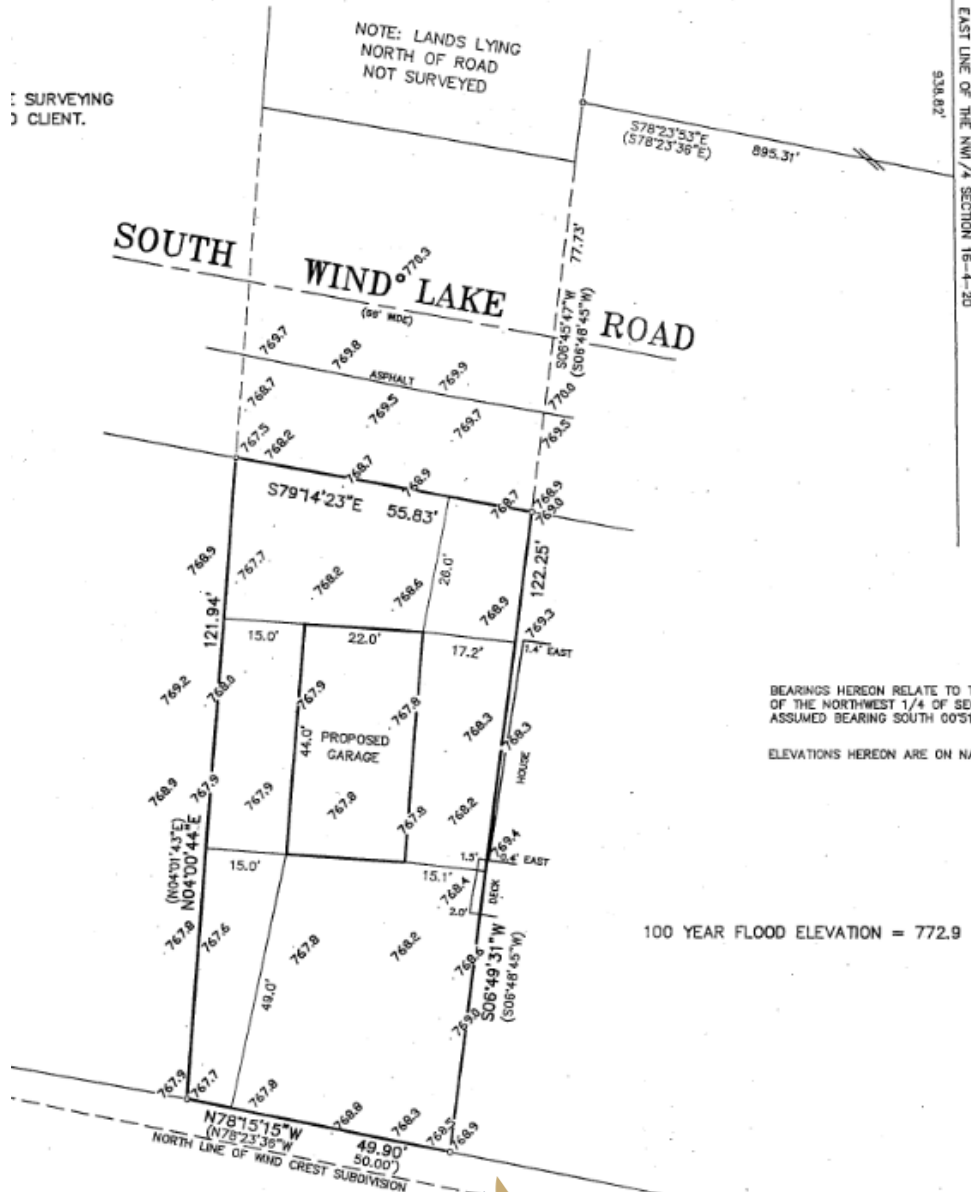 NOTE: LANDS LYING
NORTH OF ROAD
NOT SURVEYED
SURVEYING
CLIENT.
EAST LINE OF THE NW1/4 SECTION 16-4-20
938.82'
S78°23'53"E
(S78°23'36"E)
895.31'
77.73'
S06°45'47"W
(S06°48'45"W)
SOUTH WIND LAKE ROAD
770.3
769.7
769.8
769.9
ASPHALT
770.0
768.7
769.5
769.7
769.5
767.5
768.2
768.7
768.9
768.7
768.9
769.0
S79°14'23"E 55.83'
122.25'
26.0'
768.9
767.7
768.2
768.6
768.9
769.3
121.94'
15.0'
22.0'
17.2'
1.4' EAST
769.2
768.0
767.9
767.8
768.3
768.3
44.0'
PROPOSED
GARAGE
HOUSE
BEARINGS HEREON RELATE TO
OF THE NORTHWEST 1/4 OF
ASSUMED BEARING SOUTH
ELEVATIONS HEREON ARE ON
768.9
767.9
767.9
767.8
767.9
768.2
769.4
(N04°01'43"E)
N04°00'44"E
15.0'
15.1'
1.5'
0.4' EAST
768.4
DECK
2.0'
767.8
767.6
767.8
768.2
768.6
49.0'
769.0
S06°49'31"W
(S06°48'45"W)
100 YEAR FLOOD ELEVATION = 772.9
767.9
767.7
767.8
768.8
768.3
768.5
768.9
N78°15'15"W
(N78°23'36"W
49.90'
50.00')
NORTH LINE OF WIND CREST SUBDIVISION